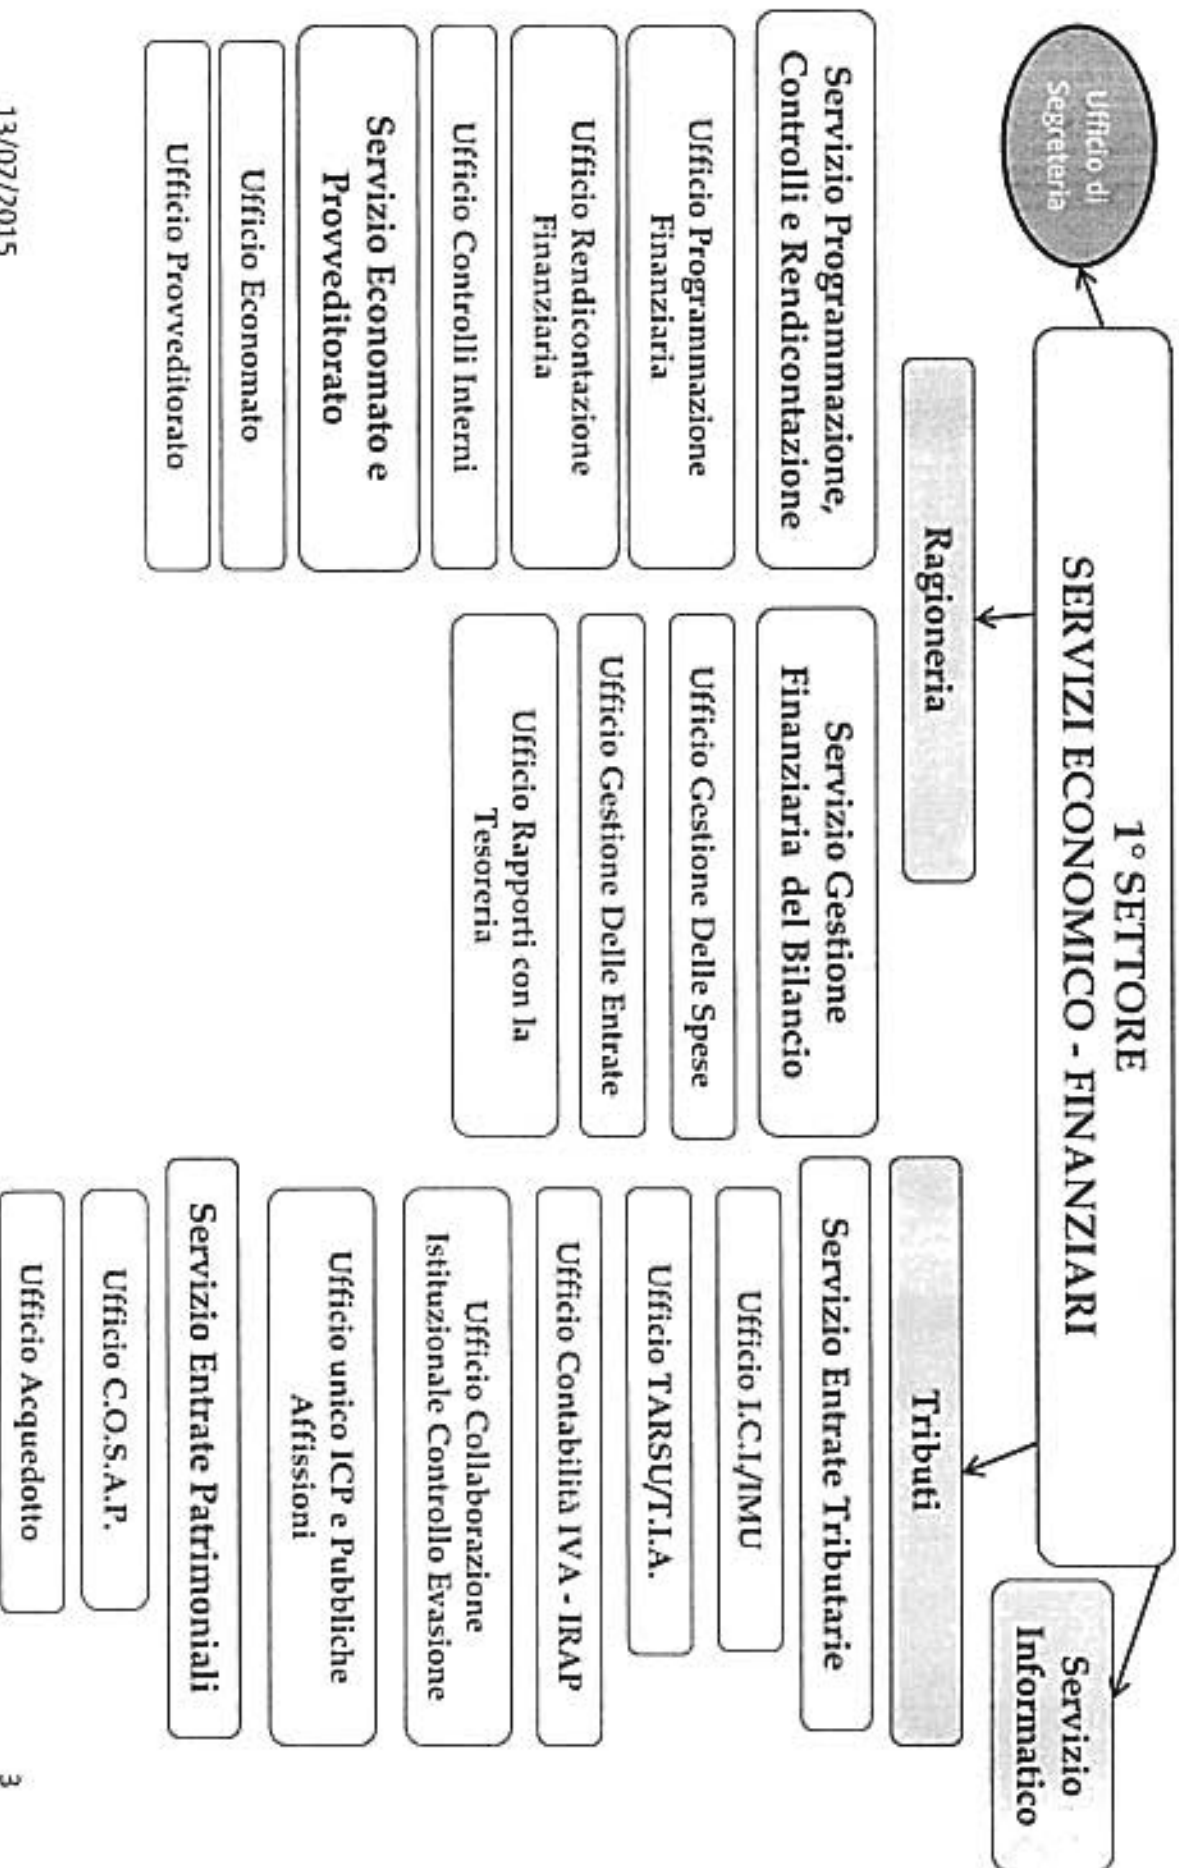 1° SETTORE
SERVIZI ECONOMICO - FINANZIARI
Ufficio di
Segreteria
Servizio
Informatico
Ragioneria
Tributi
Servizio Programmazione,
Controlli e Rendicontazione
Ufficio Programmazione
Finanziaria
Ufficio Rendicontazione
Finanziaria
Ufficio Controlli Interni
Servizio Economato e
Provveditorato
Ufficio Economato
Ufficio Provveditorato
Servizio Gestione
Finanziaria del Bilancio
Ufficio Gestione Delle Spese
Ufficio Gestione Delle Entrate
Ufficio Rapporti con la
Tesoreria
Servizio Entrate Tributarie
Ufficio I.C.I./IMU
Ufficio TARSU/T.I.A.
Ufficio Contabilità IVA - IRAP
Ufficio Collaborazione
Istituzionale Controllo Evasione
Ufficio unico ICP e Pubbliche
Affissioni
Servizio Entrate Patrimoniali
Ufficio C.O.S.A.P.
Ufficio Acquedotto
13/07/2015
3